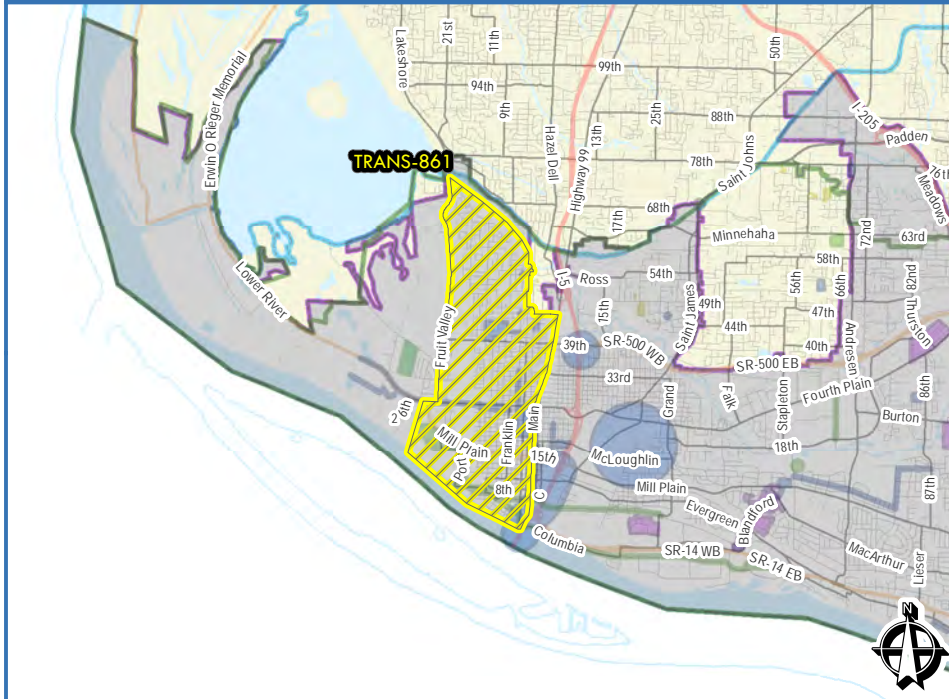 Lakeshore
21st
11th
50th
99th
94th
9th
25th
88th
I-205
Padden
Erwin O Rieger Memorial
Hazel Dell
Highway 99
13th
TRANS-861
78th
Saint Johns
76th
Meadows
68th
17th
Minnehaha
72nd
63rd
58th
Lower River
I-5
Ross
54th
56th
66th
82nd
Saint James
49th
47th
Thurston
Fruit Valley
15th
44th
39th
SR-500 WB
40th
Andresen
SR-500 EB
33rd
86th
Grand
Falk
Stapleton
Fourth Plain
26th
Burton
Franklin
Main
Mill Plain
18th
Port
15th
McLoughlin
8th
C
Mill Plain
87th
Evergreen
Blandford
Columbia
SR-14 WB
MacArthur
SR-14 EB
Lieser
N